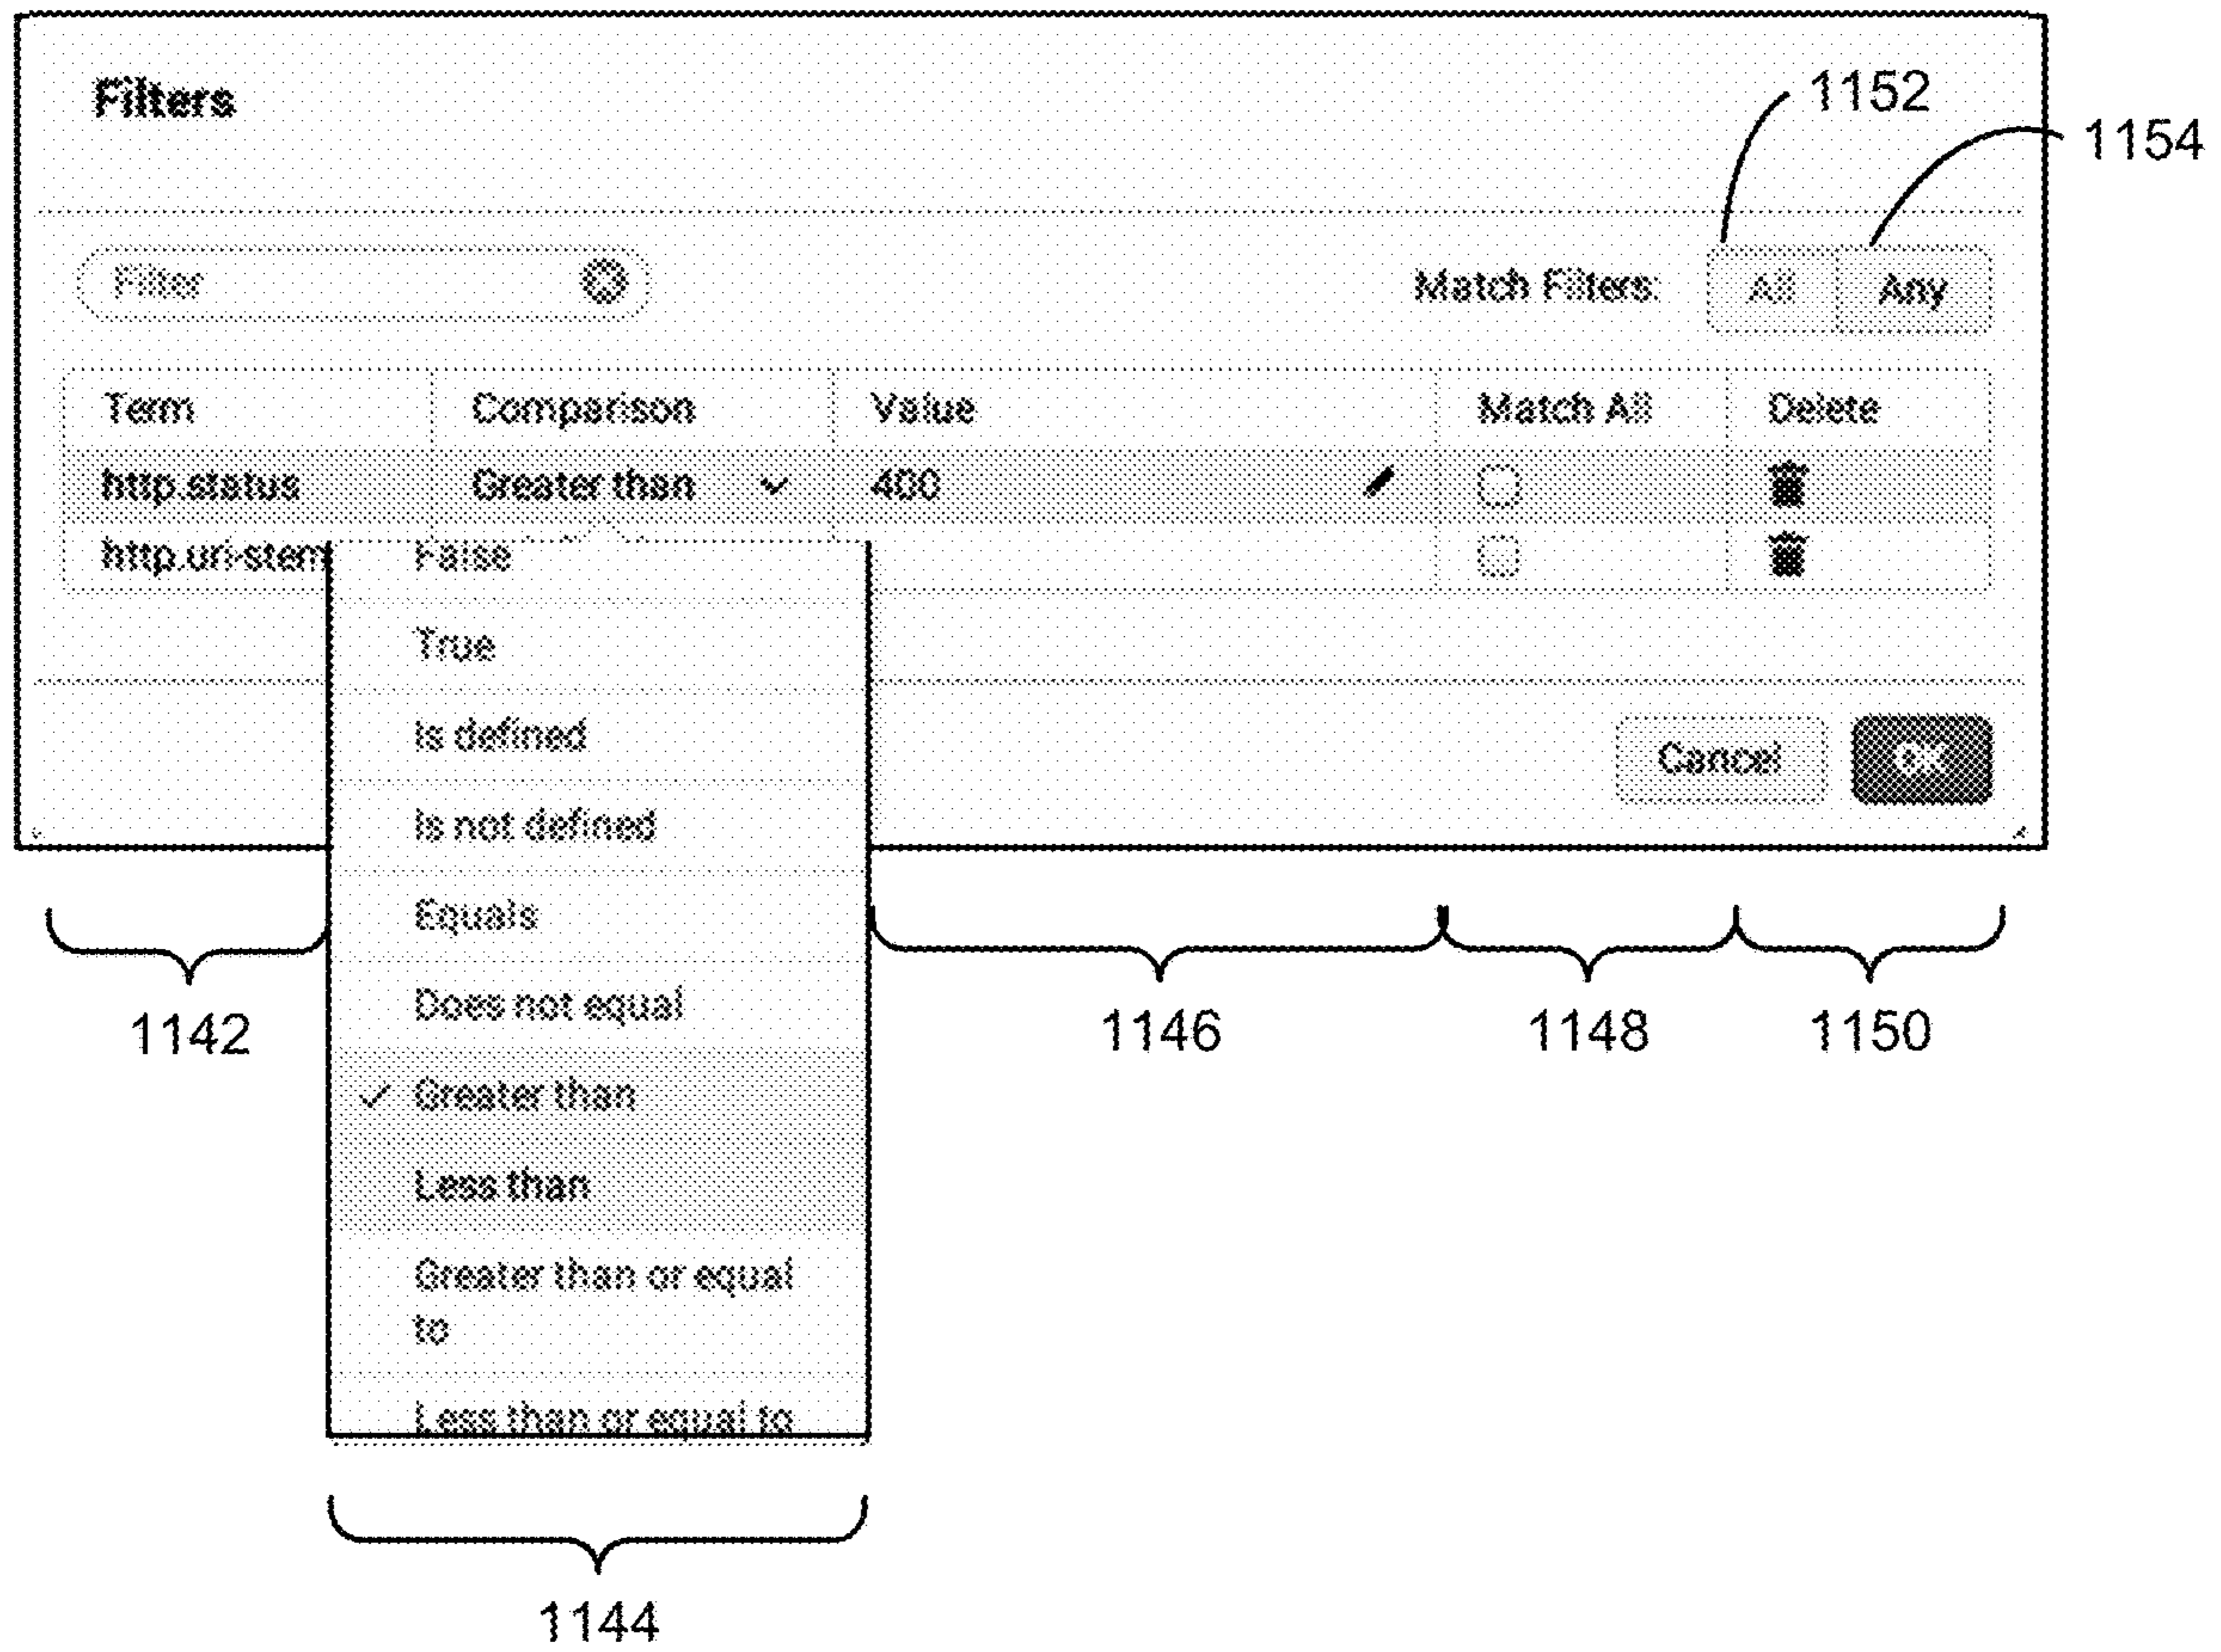 Filters
1152
1154
Filter
Match Filters:
All
Any
Term
Comparison
Value
Match All
Delete
http.status
Greater than
400
http.uri-stem
False
True
Is defined
Is not defined
Equals
Does not equal
Greater than
Less than
Greater than or equal
to
Less than or equal to
Cancel
OK
1142
1146
1148
1150
1144